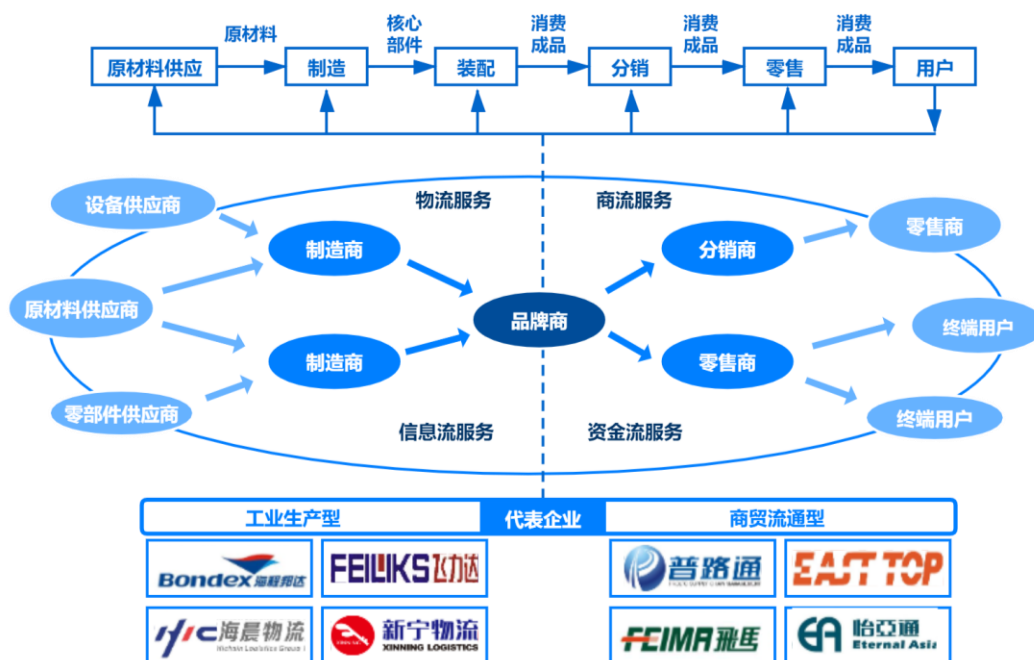 原材料
核心
部件
消费
成品
消费
成品
消费
成品
原材料供应
制造
装配
分销
零售
用户
物流服务
商流服务
设备供应商
制造商
分销商
零售商
原材料供应商
品牌商
终端用户
制造商
零售商
零部件供应商
终端用户
信息流服务
资金流服务
工业生产型
代表企业
商贸流通型
Bondex海程邦达
FEILIKS飞力达
普路通
EAST TOP
HIC海晨物流
Hichain Logistics Group
新宁物流
XINNING LOGISTICS
FEIMA飛馬
EA怡亞通
Eternal Asia